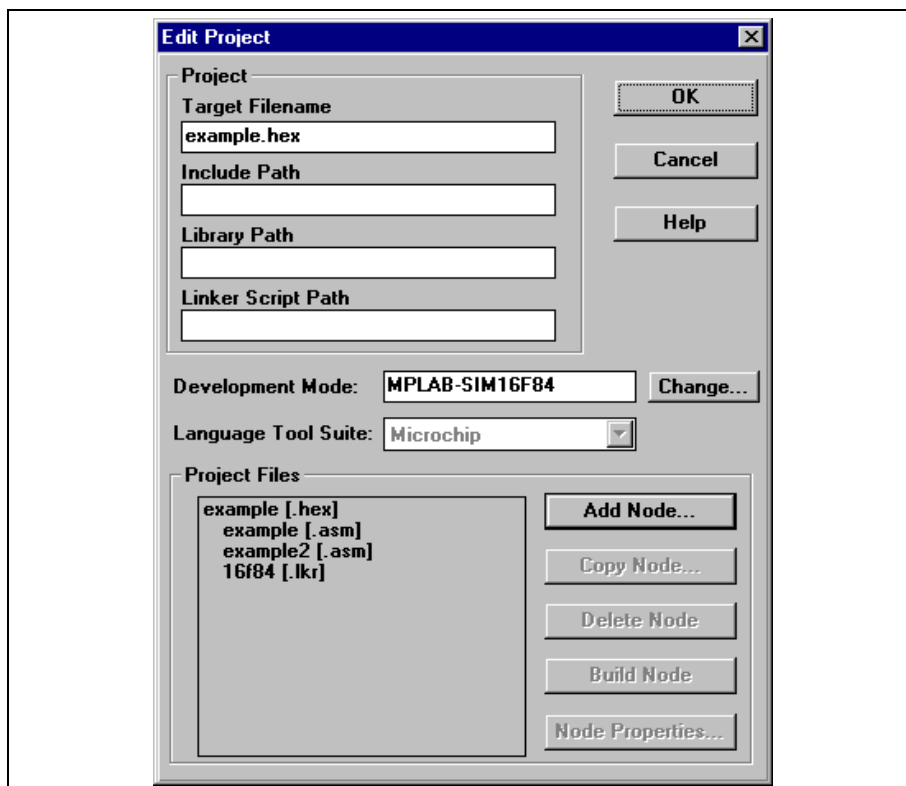 Edit Project
Project
Target Filename
example.hex
Include Path
Library Path
Linker Script Path
OK
Cancel
Help
Development Mode: MPLAB-SIM16F84 Change...
Language Tool Suite: Microchip
Project Files
example [.hex]
example [.asm]
example2 [.asm]
16f84 [.lkr]
Add Node...
Copy Node...
Delete Node
Build Node
Node Properties...